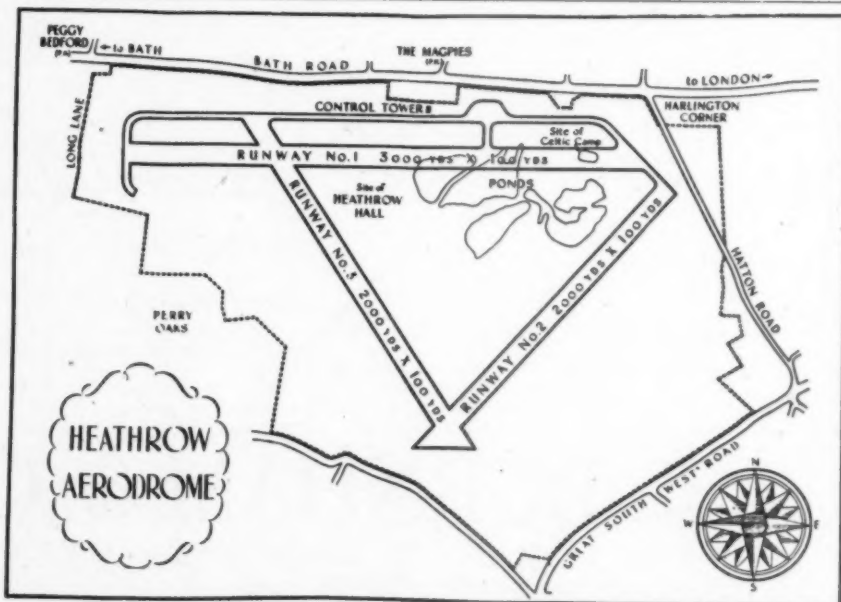 PEGGY
BEDFORD
(P.H.)
← to BATH
BATH ROAD
THE MAGPIES
(P.H.)
to LONDON →
HARLINGTON
CORNER
LONG LANE
CONTROL TOWER
Site of
Celtic Camp
RUNWAY No.1 3000 YDS X 100 YDS
Site of
HEATHROW
HALL
PONDS
RUNWAY No.3 2000 YDS X 100 YDS
RUNWAY No.2 2000 YDS X 100 YDS
HATTON ROAD
PERRY
OAKS
HEATHROW
AERODROME
GREAT SOUTH WEST ROAD
N
W
E
S